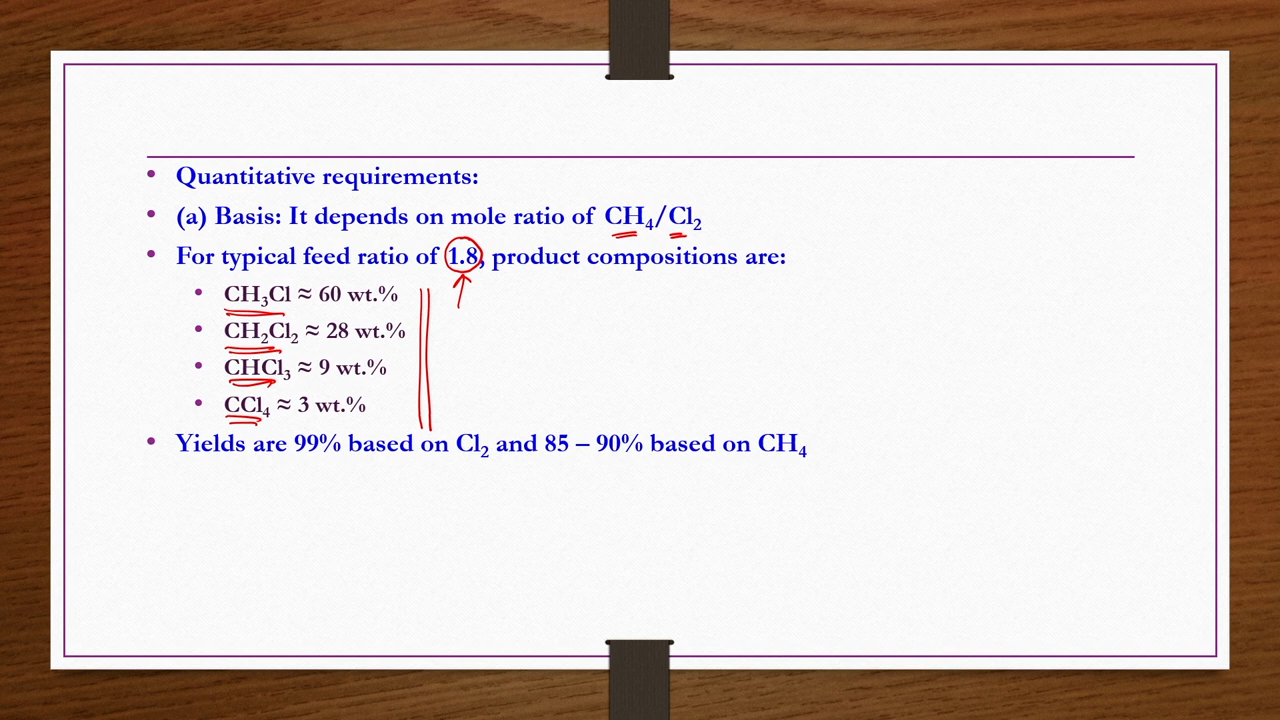 • Quantitative requirements:
• (a) Basis: It depends on mole ratio of CH₄/Cl₂
• For typical feed ratio of 1.8, product compositions are:
• CH₃Cl ≈ 60 wt.%
• CH₂Cl₂ ≈ 28 wt.%
• CHCl₃ ≈ 9 wt.%
• CCl₄ ≈ 3 wt.%
• Yields are 99% based on Cl₂ and 85 – 90% based on CH₄